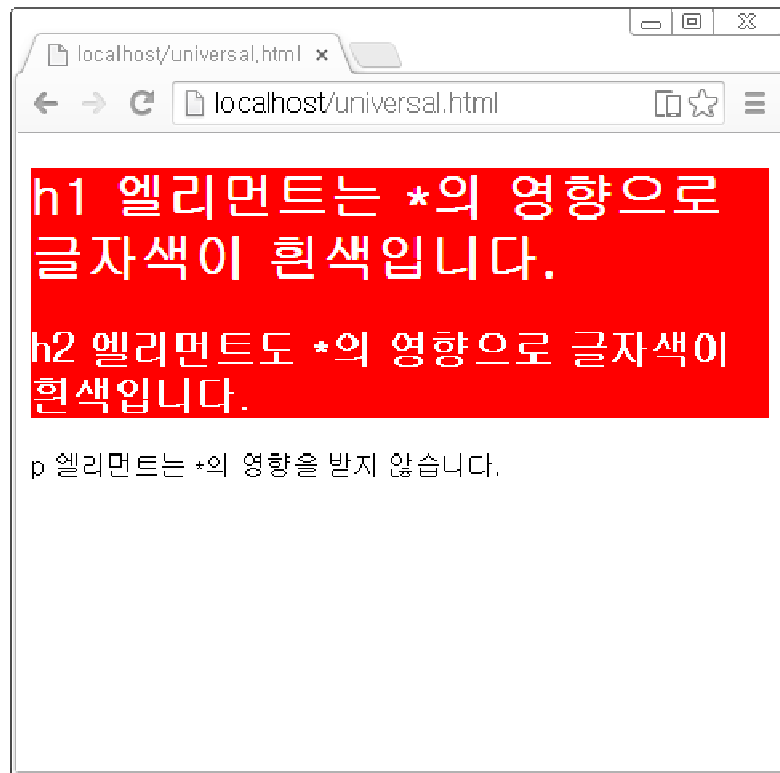 localhost/universal.html
localhost/universal.html
h1 엘리먼트는 *의 영향으로
글자색이 흰색입니다.
h2 엘리먼트도 *의 영향으로 글자색이
흰색입니다.
p 엘리먼트는 *의 영향을 받지 않습니다.